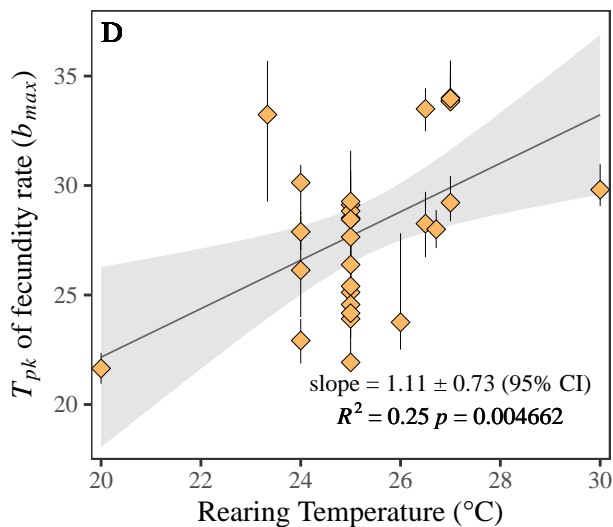 D
T_pk of fecundity rate (b_max)
35
30
25
20
slope = 1.11 ± 0.73 (95% CI)
R² = 0.25 p = 0.004662
20 22 24 26 28 30
Rearing Temperature (°C)